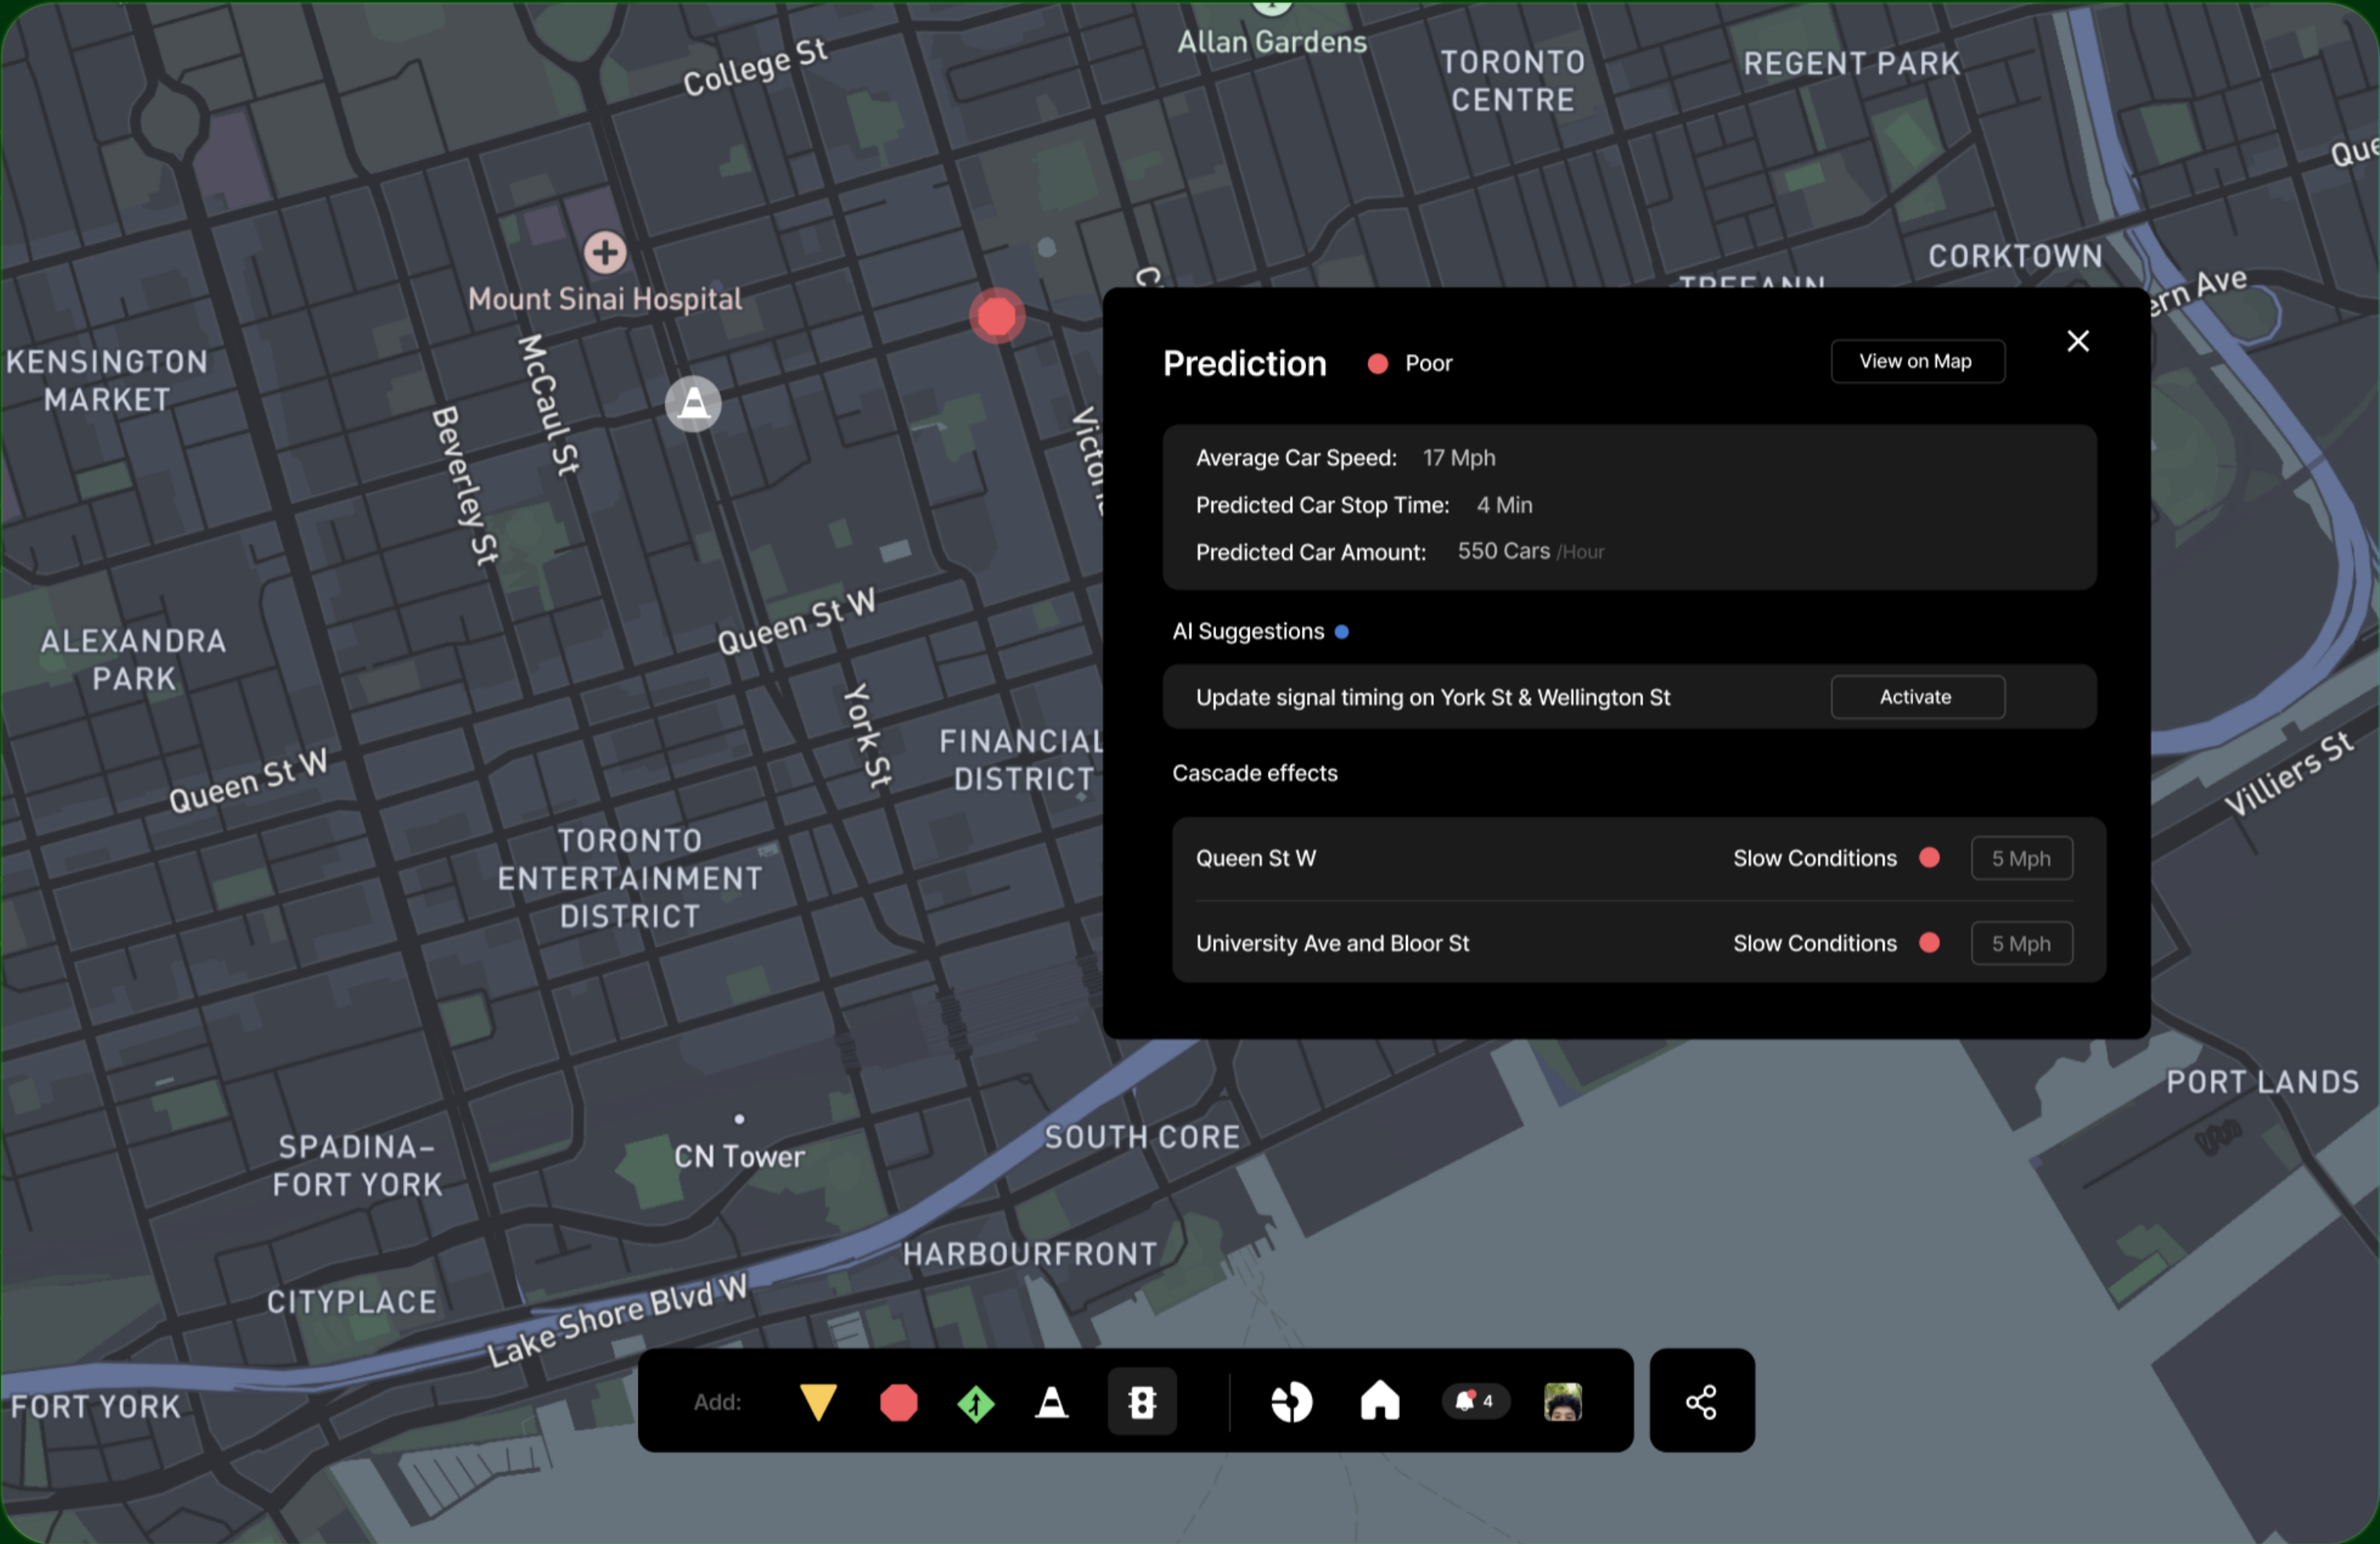 College St
Allan Gardens
TORONTO
CENTRE
REGENT PARK
CORKTOWN
Mount Sinai Hospital
KENSINGTON
MARKET
McCaul St
Beverley St
Prediction
Poor
View on Map
Average Car Speed: 17 Mph
Predicted Car Stop Time: 4 Min
Predicted Car Amount: 550 Cars /Hour
AI Suggestions
Update signal timing on York St & Wellington St
Activate
Cascade effects
Queen St W Slow Conditions 5 Mph
University Ave and Bloor St Slow Conditions 5 Mph
Queen St W
ALEXANDRA
PARK
York St
FINANCIAL
DISTRICT
Queen St W
TORONTO
ENTERTAINMENT
DISTRICT
Villiers St
PORT LANDS
SPADINA–
FORT YORK
CN Tower
SOUTH CORE
HARBOURFRONT
CITYPLACE
Lake Shore Blvd W
FORT YORK
Add:
4